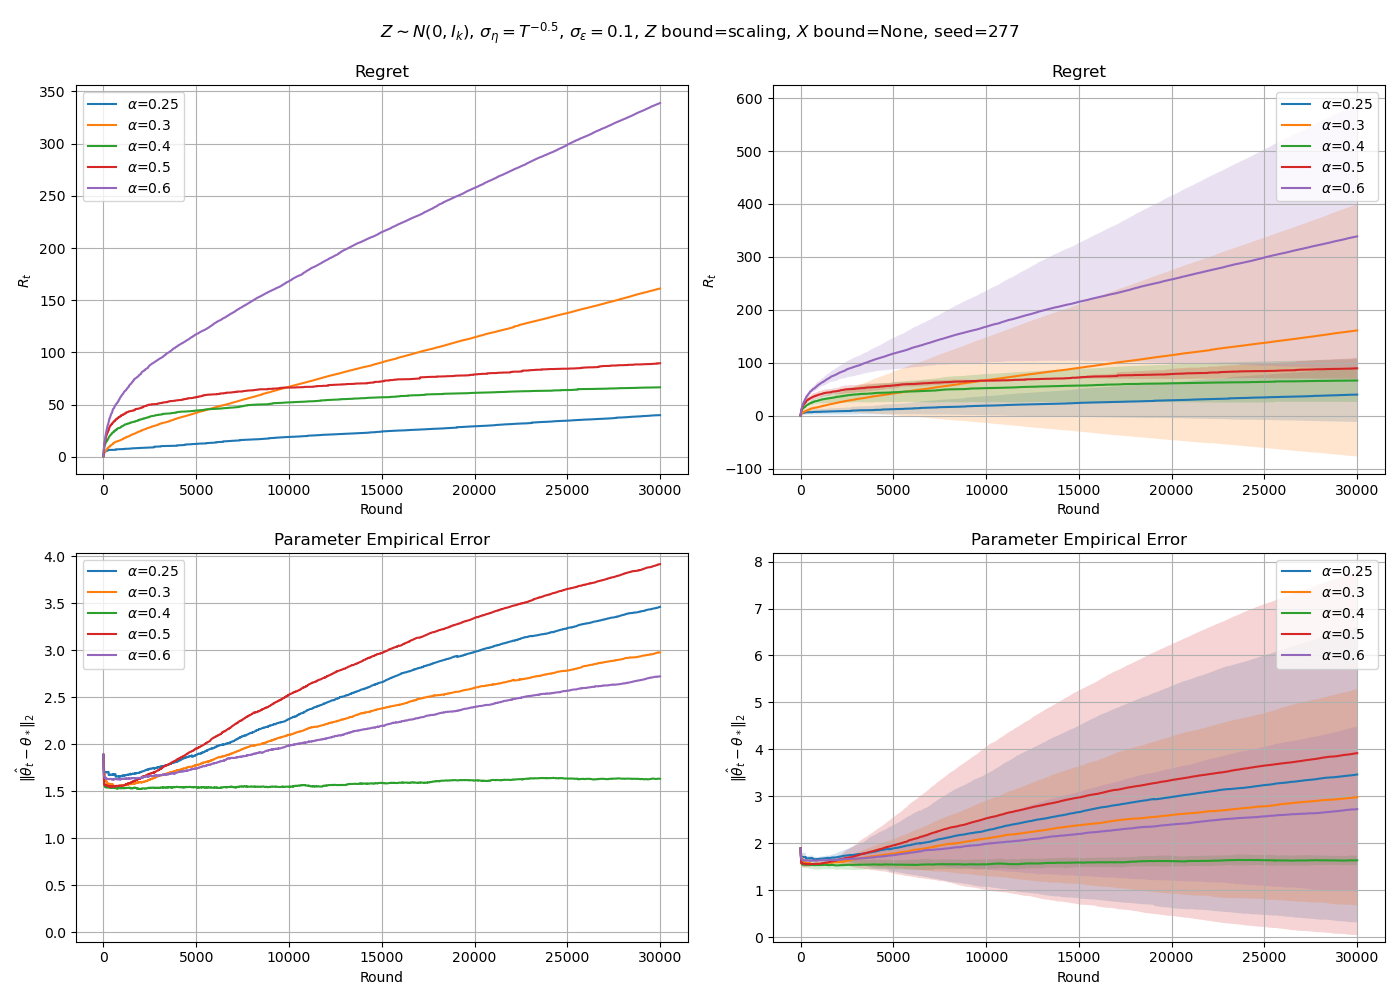 Z ∼ N(0, I_k), σ_η = T^{−0.5}, σ_ε = 0.1, Z bound=scaling, X bound=None, seed=277
Regret
R_t
350
300
250
200
150
100
50
0
α=0.25
α=0.3
α=0.4
α=0.5
α=0.6
0 5000 10000 15000 20000 25000 30000
Round
Regret
R_t
600
500
400
300
200
100
0
−100
α=0.25
α=0.3
α=0.4
α=0.5
α=0.6
0 5000 10000 15000 20000 25000 30000
Round
Parameter Empirical Error
‖θ̂_t − θ_*‖_2
4.0
3.5
3.0
2.5
2.0
1.5
1.0
0.5
0.0
α=0.25
α=0.3
α=0.4
α=0.5
α=0.6
0 5000 10000 15000 20000 25000 30000
Round
Parameter Empirical Error
‖θ̂_t − θ_*‖_2
8
7
6
5
4
3
2
1
0
α=0.25
α=0.3
α=0.4
α=0.5
α=0.6
0 5000 10000 15000 20000 25000 30000
Round